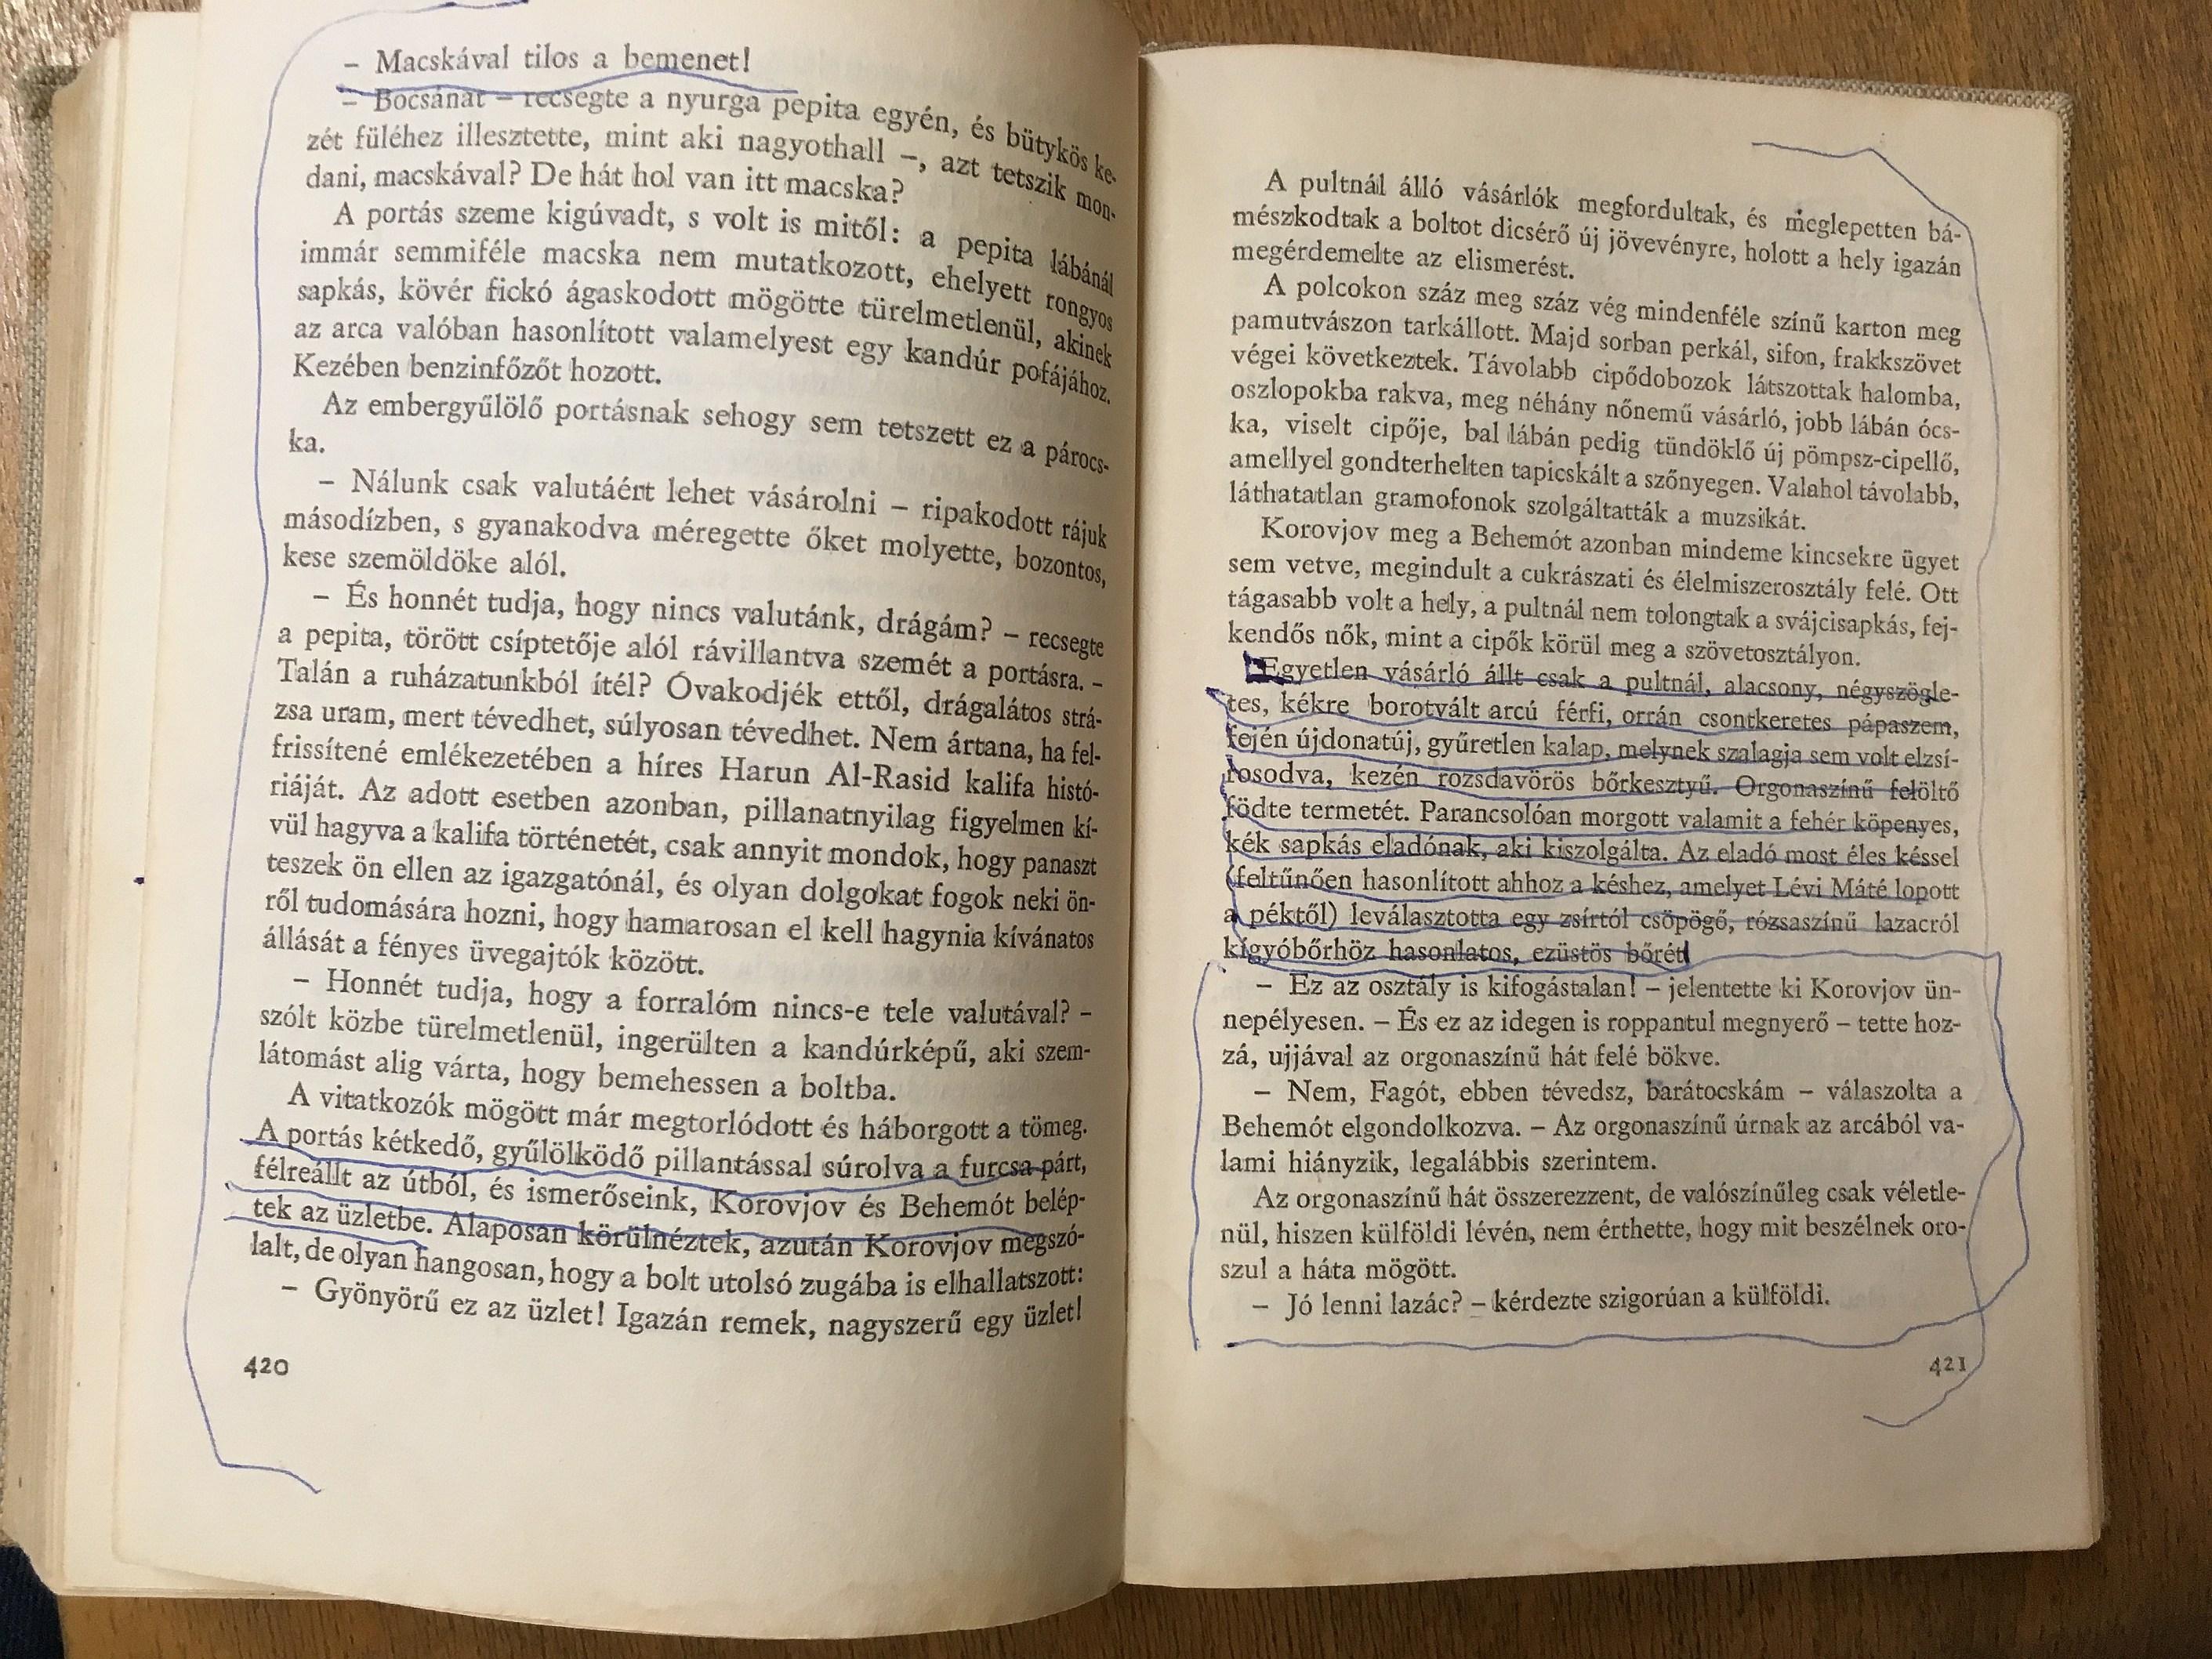 – Macskával tilos a bemenet!
– Bocsánat – recsegte a nyurga pepita egyén, és bütykös ke-
zét füléhez illesztette, mint aki nagyothall –, azt tetszik mon-
dani, macskával? De hát hol van itt macska?
A portás szeme kigúvadt, s volt is mitől: a pepita lábánál
immár semmiféle macska nem mutatkozott, ehelyett rongyos
sapkás, kövér fickó ágaskodott mögötte türelmetlenül, akinek
az arca valóban hasonlított valamelyest egy kandúr pofájához.
Kezében benzinfőzőt hozott.
Az embergyűlölő portásnak sehogy sem tetszett ez a párocs-
ka.
– Nálunk csak valutáért lehet vásárolni – ripakodott rájuk
másodízben, s gyanakodva méregette őket molyette, bozontos,
kese szemöldöke alól.
– És honnét tudja, hogy nincs valutánk, drágám? – recsegte
a pepita, törött csíptetője alól rávillantva szemét a portásra. –
Talán a ruházatunkból ítél? Óvakodjék ettől, drágalátos strá-
zsa uram, mert tévedhet, súlyosan tévedhet. Nem ártana, ha fel-
frissítené emlékezetében a híres Harun Al-Rasid kalifa histó-
riáját. Az adott esetben azonban, pillanatnyilag figyelmen kí-
vül hagyva a kalifa történetét, csak annyit mondok, hogy panaszt
teszek ön ellen az igazgatónál, és olyan dolgokat fogok neki ön-
ről tudomására hozni, hogy hamarosan el kell hagynia kívánatos
állását a fényes üvegajtók között.
– Honnét tudja, hogy a forralóm nincs-e tele valutával? –
szólt közbe türelmetlenül, ingerülten a kandúrképű, aki szem-
látomást alig várta, hogy bemehessen a boltba.
A vitatkozók mögött már megtorlódott és háborgott a tömeg.
A portás kétkedő, gyűlölködő pillantással súrolva a furcsa párt,
félreállt az útból, és ismerőseink, Korovjov és Behemót belép-
tek az üzletbe. Alaposan körülnéztek, azután Korovjov megszó-
lalt, de olyan hangosan, hogy a bolt utolsó zugába is elhallatszott:
– Gyönyörű ez az üzlet! Igazán remek, nagyszerű egy üzlet!
420
A pultnál álló vásárlók megfordultak, és meglepetten bá-
mészkodtak a boltot dicsérő új jövevényre, holott a hely igazán
megérdemelte az elismerést.
A polcokon száz meg száz vég mindenféle színű karton meg
pamutvászon tarkállott. Majd sorban perkál, sifon, frakkszövet
végei következtek. Távolabb cipődobozok látszottak halomba,
oszlopokba rakva, meg néhány nőnemű vásárló, jobb lábán ócs-
ka, viselt cipője, bal lábán pedig tündöklő új pömpsz-cipellő,
amellyel gondterhelten tapicskált a szőnyegen. Valahol távolabb,
láthatatlan gramofonok szolgáltatták a muzsikát.
Korovjov meg a Behemót azonban mindeme kincsekre ügyet
sem vetve, megindult a cukrászati és élelmiszerosztály felé. Ott
tágasabb volt a hely, a pultnál nem tolongtak a svájcisapkás, fej-
kendős nők, mint a cipők körül meg a szövetosztályon.
Egyetlen vásárló állt csak a pultnál, alacsony, négyszögle-
tes, kékre borotvált arcú férfi, orrán csontkeretes pápaszem,
fején újdonatúj, gyűretlen kalap, melynek szalagja sem volt elzsí-
rosodva, kezén rozsdavörös bőrkesztyű. Orgonaszínű felöltő
födte termetét. Parancsolóan morgott valamit a fehér köpenyes,
kék sapkás eladónak, aki kiszolgálta. Az eladó most éles késsel
(feltűnően hasonlított ahhoz a késhez, amelyet Lévi Máté lopott
a péktől) leválasztotta egy zsírtól csöpögő, rózsaszínű lazacról
kígyóbőrhöz hasonlatos, ezüstös bőrét.
– Ez az osztály is kifogástalan! – jelentette ki Korovjov ün-
nepélyesen. – És ez az idegen is roppantul megnyerő – tette hoz-
zá, ujjával az orgonaszínű hát felé bökve.
– Nem, Fagót, ebben tévedsz, barátocskám – válaszolta a
Behemót elgondolkozva. – Az orgonaszínű úrnak az arcából va-
lami hiányzik, legalábbis szerintem.
Az orgonaszínű hát összerezzent, de valószínűleg csak véletle-
nül, hiszen külföldi lévén, nem érthette, hogy mit beszélnek oro-
szul a háta mögött.
– Jó lenni lazác? – kérdezte szigorúan a külföldi.
421